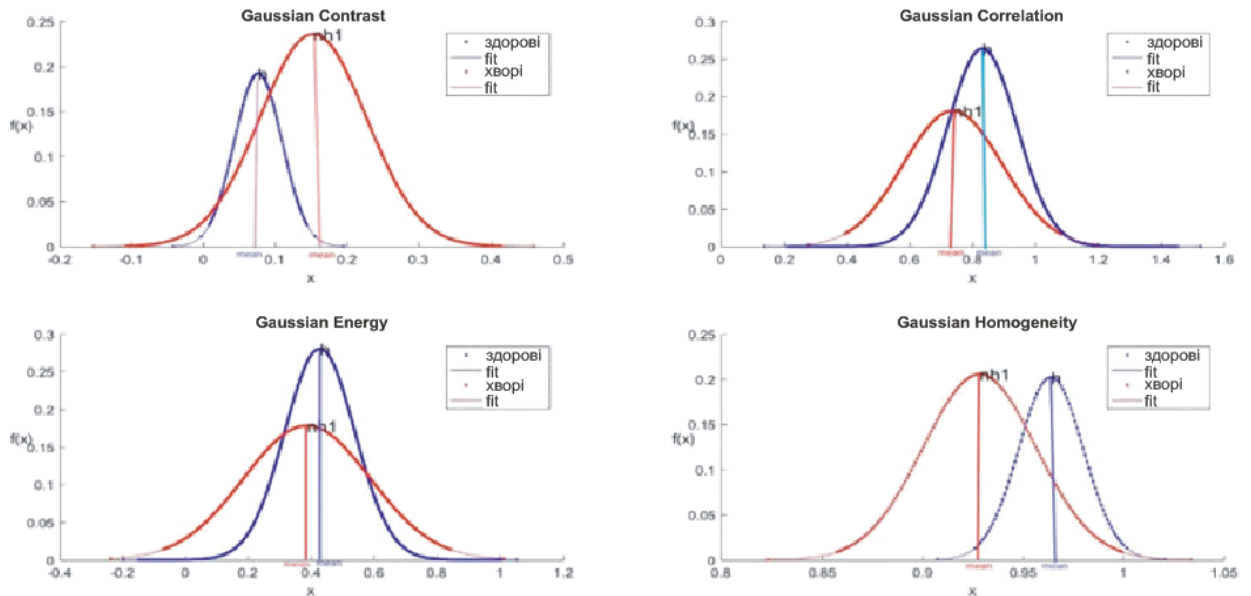 Gaussian Contrast
0.25
0.2
0.15
f(x)
0.1
0.05
0
nh1
h
здорові
fit
хворі
fit
-0.2 -0.1 0 0.1 0.2 0.3 0.4 0.5
mean mean
x
Gaussian Correlation
0.3
0.25
0.2
0.15
f(x)
0.1
0.05
0
h
nh1
здорові
fit
хворі
fit
0 0.2 0.4 0.6 0.8 1 1.2 1.4 1.6
mean mean
x
Gaussian Energy
0.3
0.25
0.2
f(x)
0.15
0.1
0.05
0
h
nh1
здорові
fit
хворі
fit
-0.4 -0.2 0 0.2 0.4 0.6 0.8 1 1.2
mean mean
x
Gaussian Homogeneity
0.25
0.2
0.15
f(x)
0.1
0.05
0
nh1
h
здорові
fit
хворі
fit
0.8 0.85 0.9 0.95 1 1.05
mean mean
x